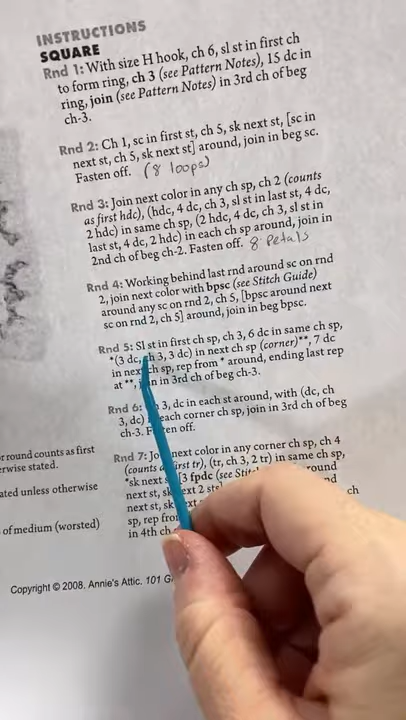 INSTRUCTIONS
SQUARE
Rnd 1: With size H hook, ch 6, sl st in first ch
to form ring, ch 3 (see Pattern Notes), 15 dc in
ring, join (see Pattern Notes) in 3rd ch of beg
ch-3.
Rnd 2: Ch 1, sc in first st, ch 5, sk next st, [sc in
next st, ch 5, sk next st] around, join in beg sc.
Fasten off. (8 loops)
Rnd 3: Join next color in any ch sp, ch 2 (counts
as first hdc), (hdc, 4 dc, ch 3, sl st in last st, 4 dc,
2 hdc) in same ch sp, (2 hdc, 4 dc, ch 3, sl st in
last st, 4 dc, 2 hdc) in each ch sp around, join in
2nd ch of beg ch-2. Fasten off. 8 Petals
Rnd 4: Working behind last rnd around sc on rnd
2, join next color with bpsc (see Stitch Guide)
around any sc on rnd 2, ch 5, [bpsc around next
sc on rnd 2, ch 5] around, join in beg bpsc.
Rnd 5: Sl st in first ch sp, ch 3, 6 dc in same ch sp,
*(3 dc, ch 3, 3 dc) in next ch sp (corner)**, 7 dc
in next ch sp, rep from * around, ending last rep
at **, join in 3rd ch of beg ch-3.
Rnd 6: 3, dc in each st around, with (dc, ch
3, dc) each corner ch sp, join in 3rd ch of beg
ch-3. off.
Rnd 7: next color in any corner ch sp, ch 4
(counts first tr), (tr, ch 3, 2 tr) in same ch sp,
*sk next [3 fpdc (see round
next st, next 2
next st, sk ch
sp, rep
in 4th ch
r round counts as first
erwise stated.
ated unless otherwise
of medium (worsted)
Copyright © 2008, Annie's Attic, 101